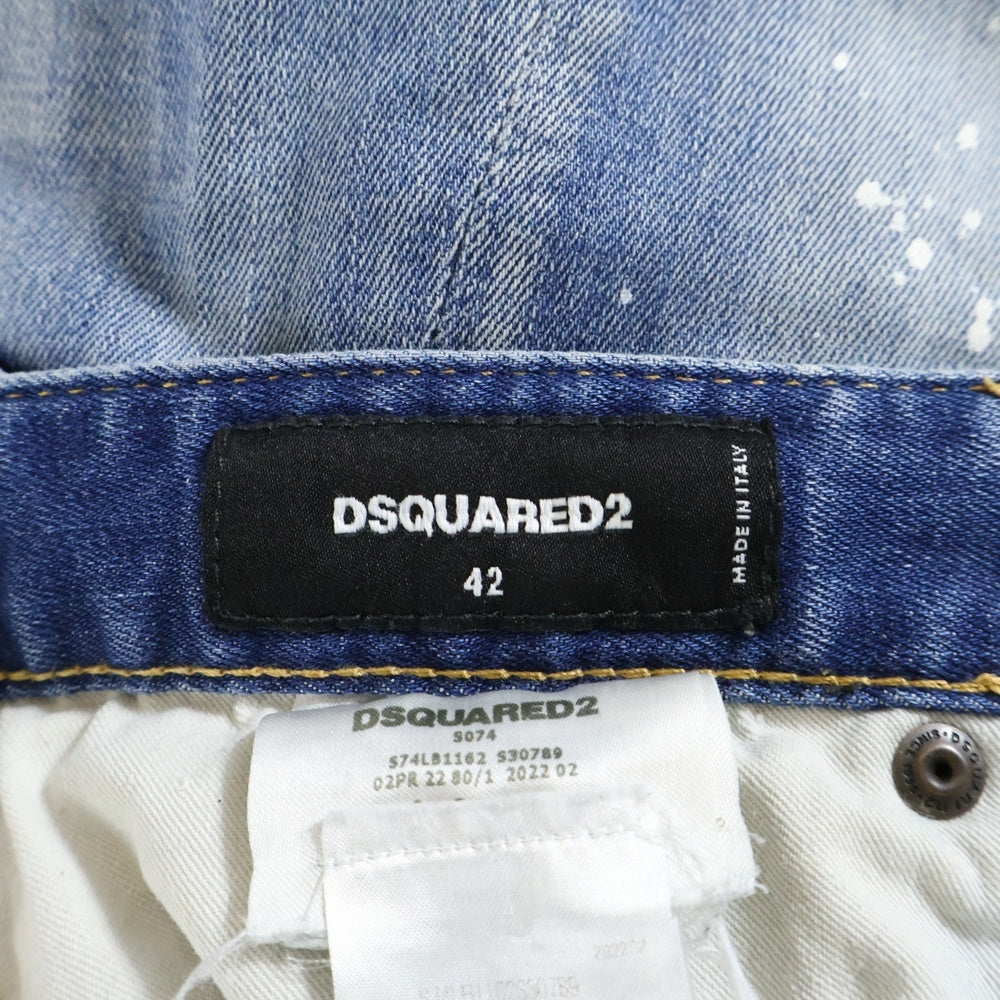 DSQUARED2
42
MADE IN ITALY
DSQUARED2
S074
S74LB1162 S30789
02PR 22 80/1 2022 02